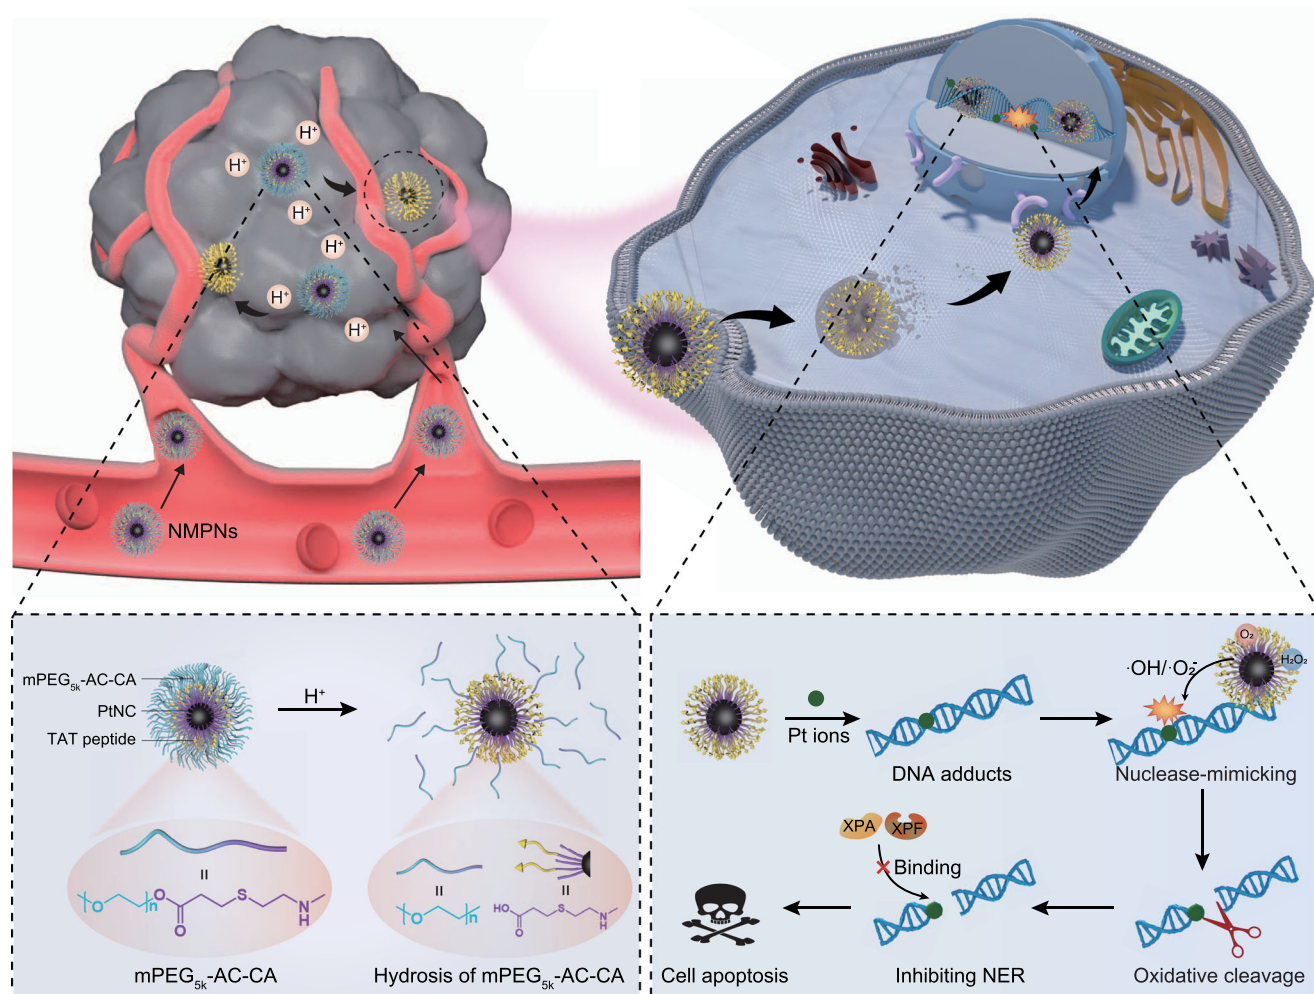 H⁺
H⁺
H⁺
H⁺
H⁺
H⁺
NMPNs
mPEG₅ₖ-AC-CA
PtNC
TAT peptide
H⁺
O
n
O
O
S
N
H
mPEG₅ₖ-AC-CA
=
=
=
O
n
HO
O
S
N
H
Hydrosis of mPEG₅ₖ-AC-CA
Pt ions
DNA adducts
·OH/·O₂⁻
O₂
H₂O₂
Nuclease-mimicking
XPA
XPF
Binding
Cell apoptosis
Inhibiting NER
Oxidative cleavage